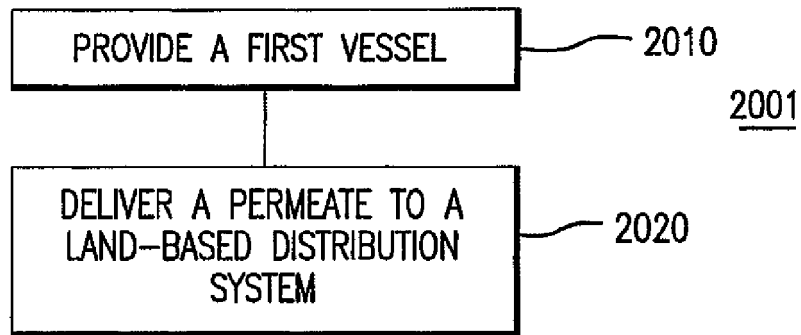 PROVIDE A FIRST VESSEL
2010
2001
DELIVER A PERMEATE TO A
LAND-BASED DISTRIBUTION
SYSTEM
2020